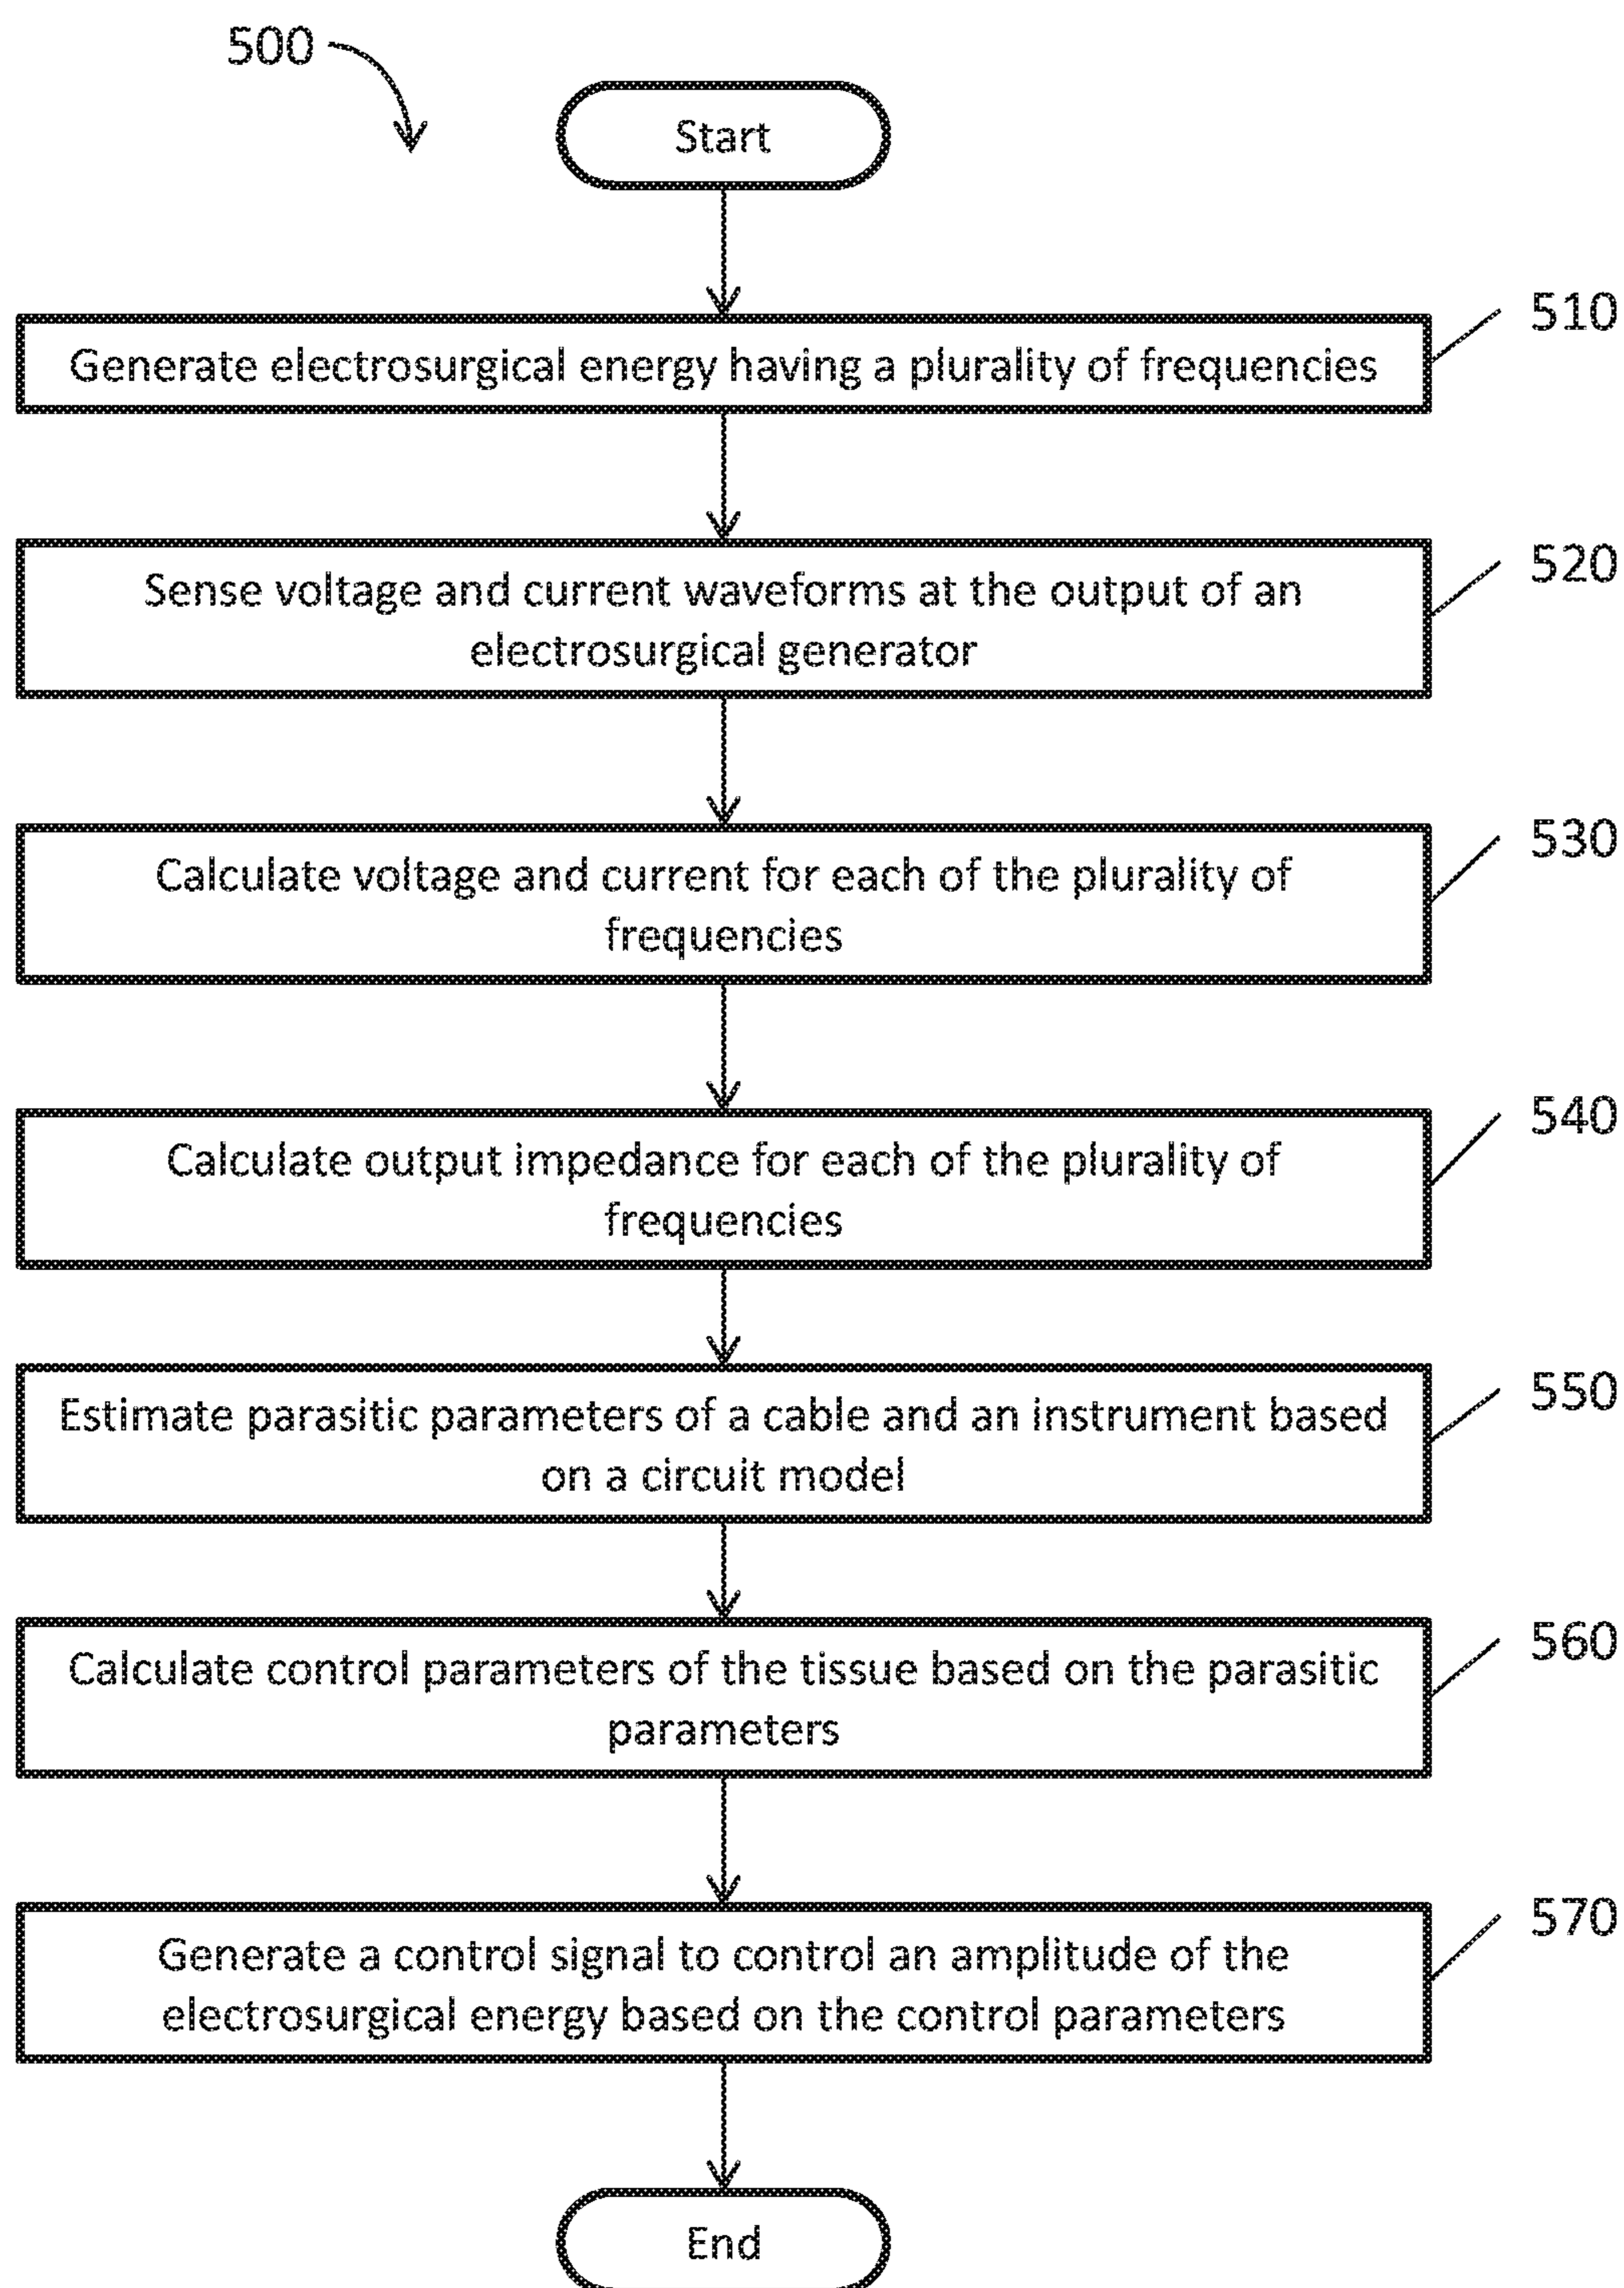 500
Start
510
Generate electrosurgical energy having a plurality of frequencies
520
Sense voltage and current waveforms at the output of an
electrosurgical generator
530
Calculate voltage and current for each of the plurality of
frequencies
540
Calculate output impedance for each of the plurality of
frequencies
550
Estimate parasitic parameters of a cable and an instrument based
on a circuit model
560
Calculate control parameters of the tissue based on the parasitic
parameters
570
Generate a control signal to control an amplitude of the
electrosurgical energy based on the control parameters
End